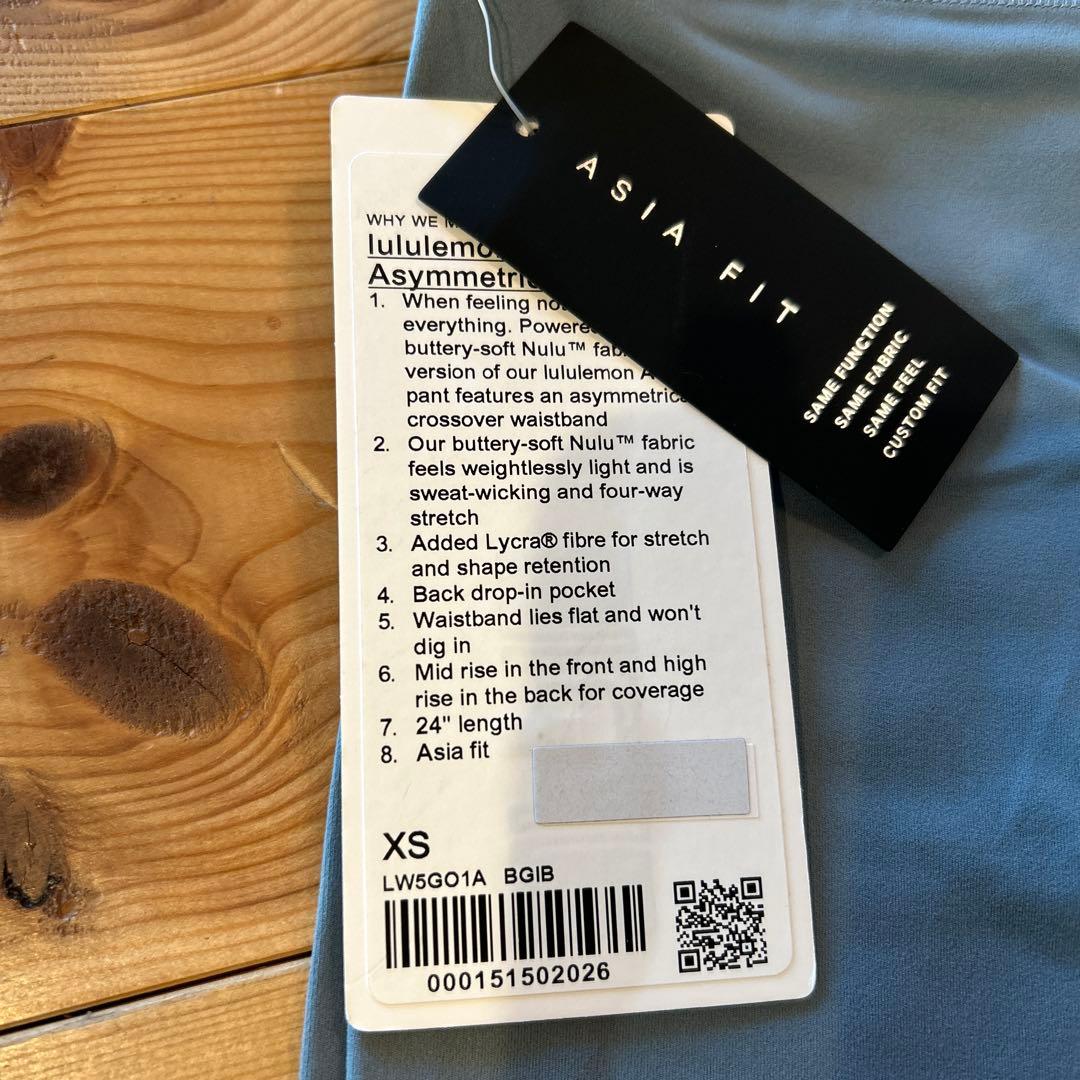 ASIA FIT
SAME FUNCTION
SAME FABRIC
SAME FEEL
CUSTOM FIT
WHY WE
lululemo
Asymmetri
1. When feeling
everything. Powere
buttery-soft Nulu™
version of our lululemon A
pant features an asymmetrica
crossover waistband
2. Our buttery-soft Nulu™ fabric
feels weightlessly light and is
sweat-wicking and four-way
stretch
3. Added Lycra® fibre for stretch
and shape retention
4. Back drop-in pocket
5. Waistband lies flat and won't
dig in
6. Mid rise in the front and high
rise in the back for coverage
7. 24" length
8. Asia fit
XS
LW5GO1A BGIB
000151502026